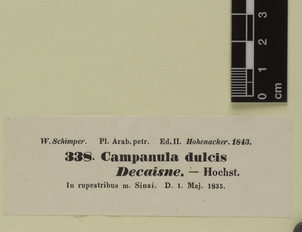 0 1 2 3 cm
W. Schimper. Pl. Arab. petr. Ed. II. Hohenacker. 1843.
338. Campanula dulcis
Decaisne. — Hochst.
In rupestribus m. Sinai. D. 1. Maj. 1835.